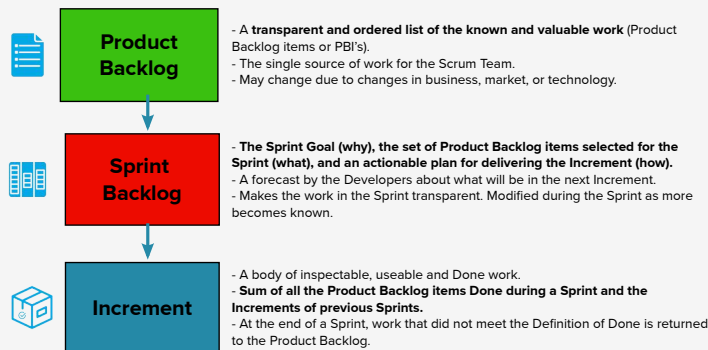 Product
Backlog
- A transparent and ordered list of the known and valuable work (Product
Backlog items or PBI's).
- The single source of work for the Scrum Team.
- May change due to changes in business, market, or technology.
Sprint
Backlog
- The Sprint Goal (why), the set of Product Backlog items selected for the
Sprint (what), and an actionable plan for delivering the Increment (how).
- A forecast by the Developers about what will be in the next Increment.
- Makes the work in the Sprint transparent. Modified during the Sprint as more
becomes known.
Increment
- A body of inspectable, useable and Done work.
- Sum of all the Product Backlog items Done during a Sprint and the
Increments of previous Sprints.
- At the end of a Sprint, work that did not meet the Definition of Done is returned
to the Product Backlog.